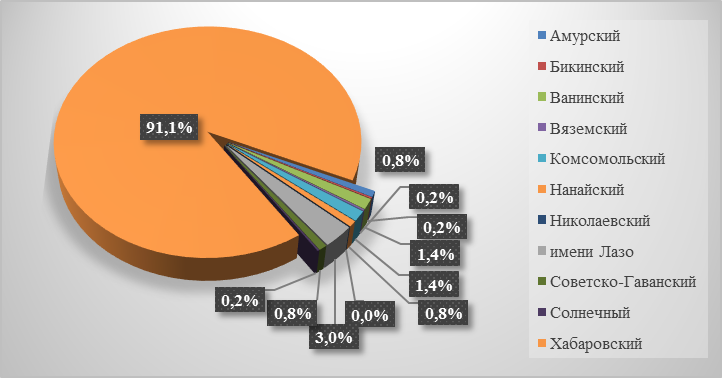 91,1%
0,8%
0,2%
0,2%
1,4%
1,4%
0,8%
0,0%
3,0%
0,8%
0,2%
Амурский
Бикинский
Ванинский
Вяземский
Комсомольский
Нанайский
Николаевский
имени Лазо
Советско-Гаванский
Солнечный
Хабаровский